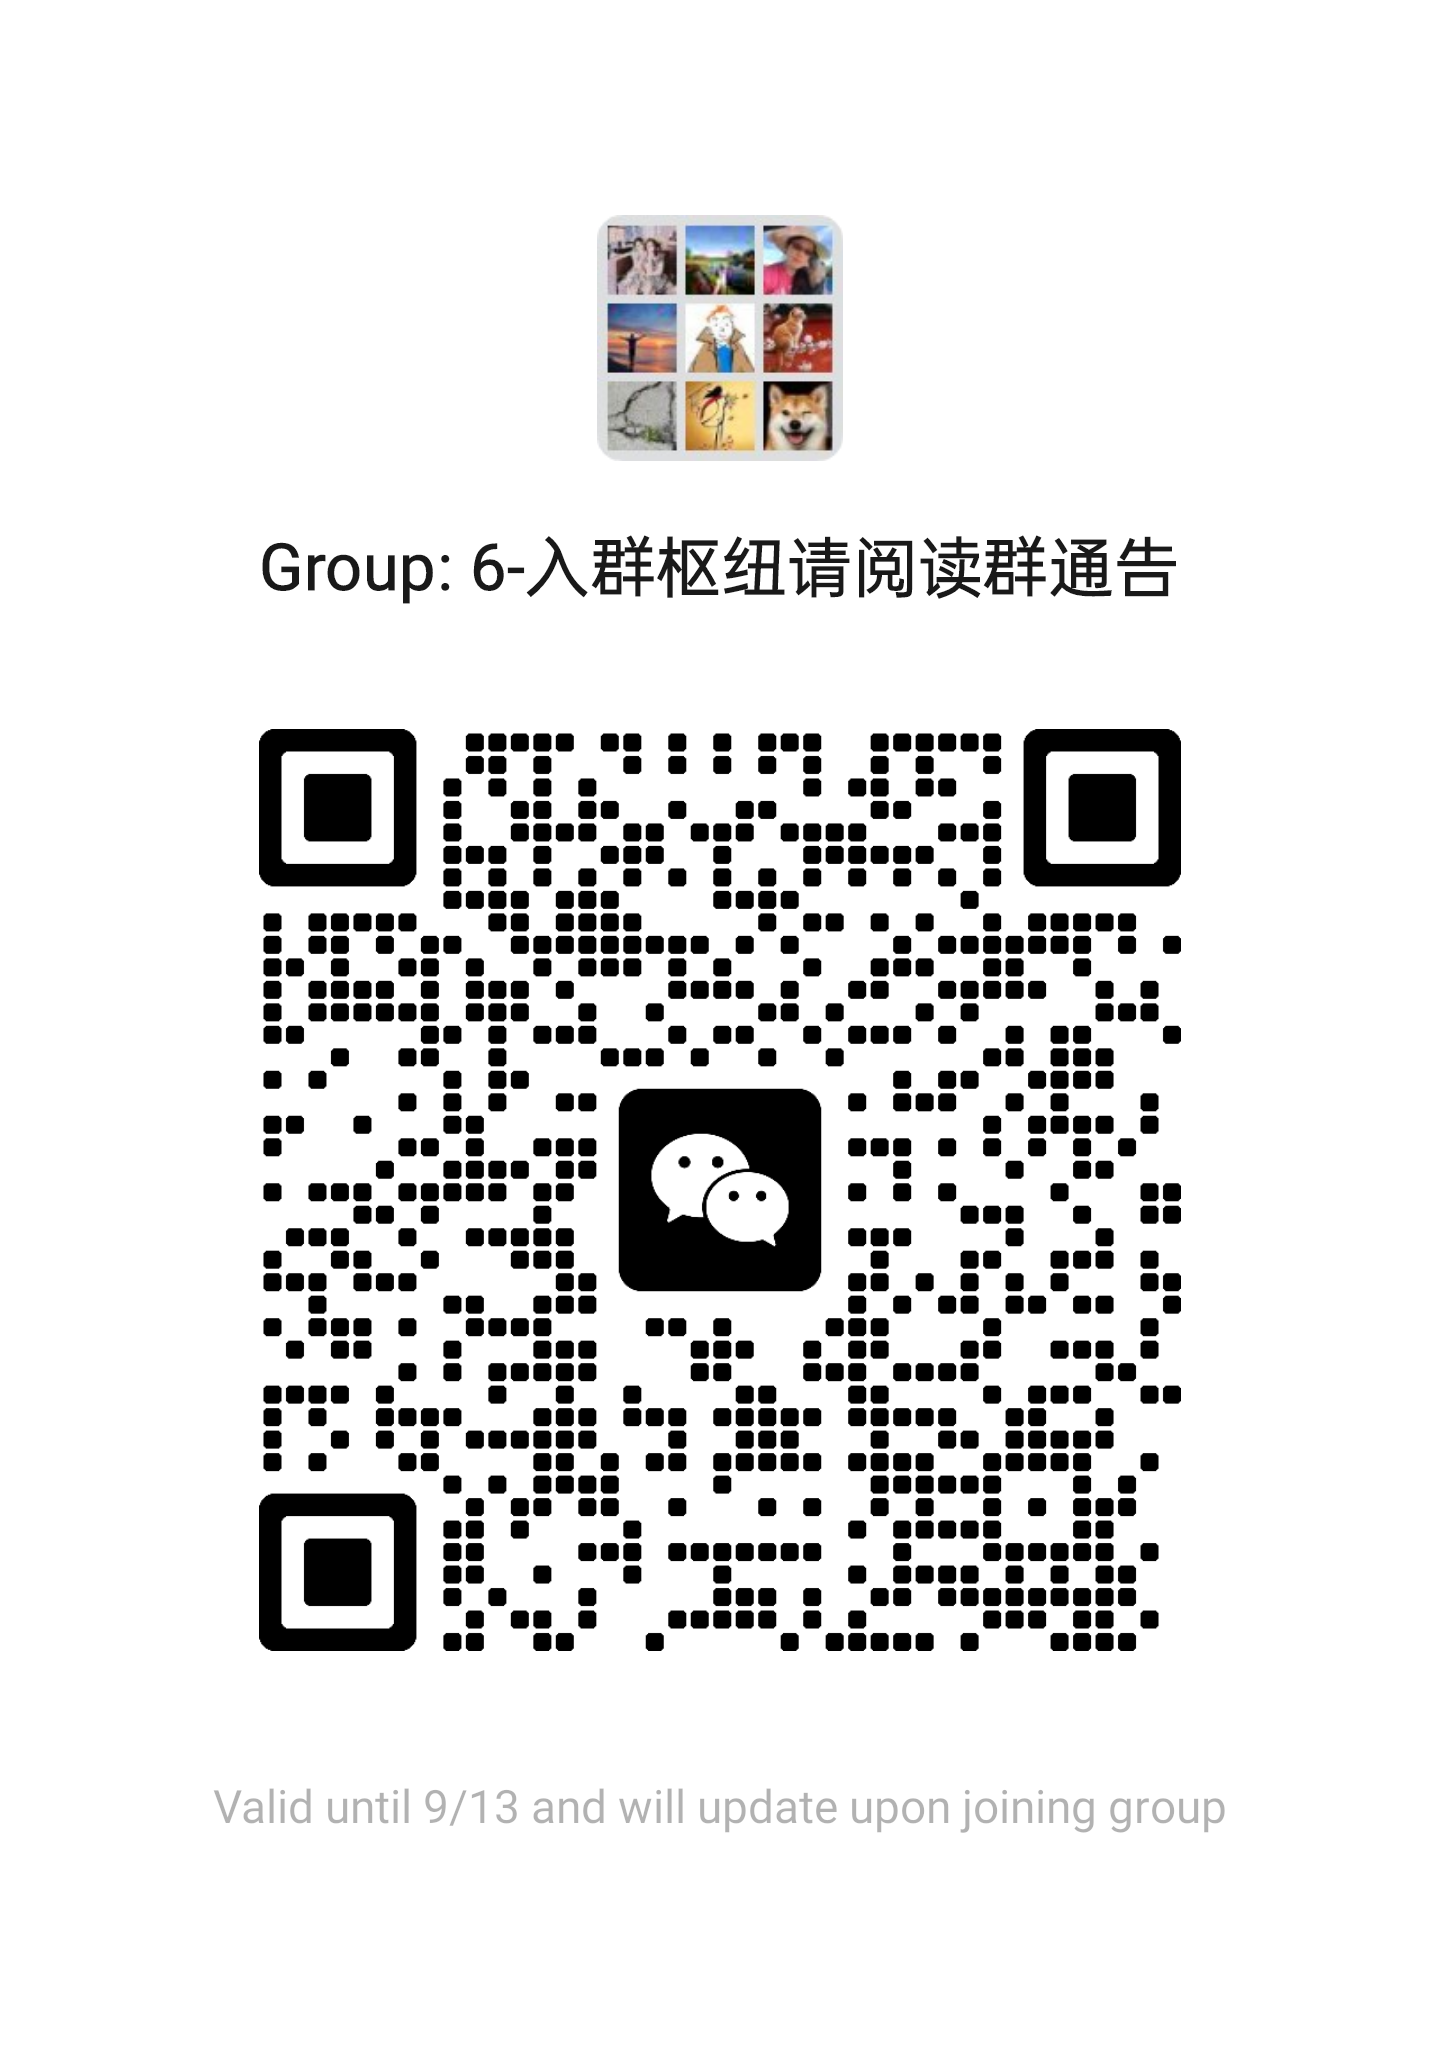 Group: 6-入群枢纽请阅读群通告
Valid until 9/13 and will update upon joining group